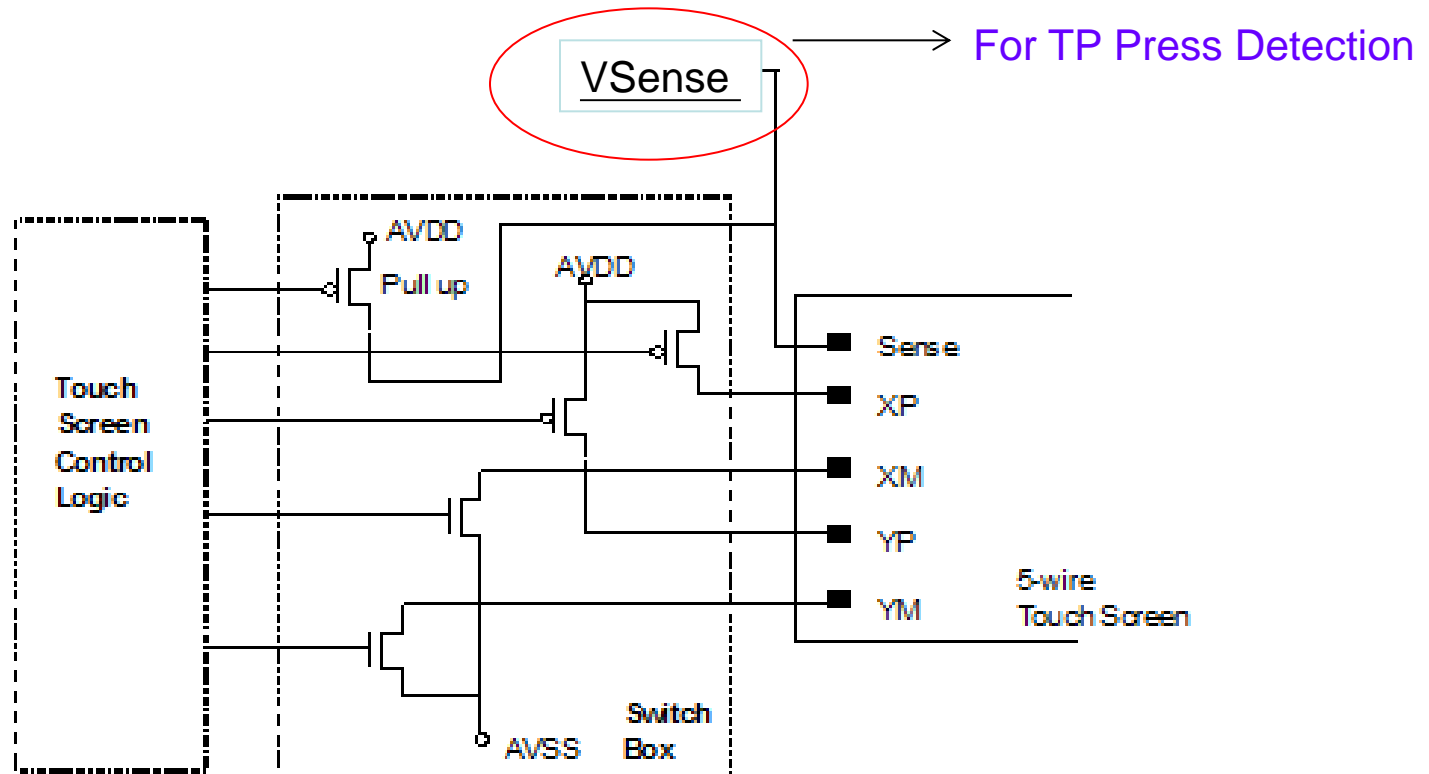 For TP Press Detection
VSense
AVDD
Pull up
AVDD
Touch
Screen
Control
Logic
Sense
XP
XM
YP
YM
5-wire
Touch Screen
Switch
Box
AVSS